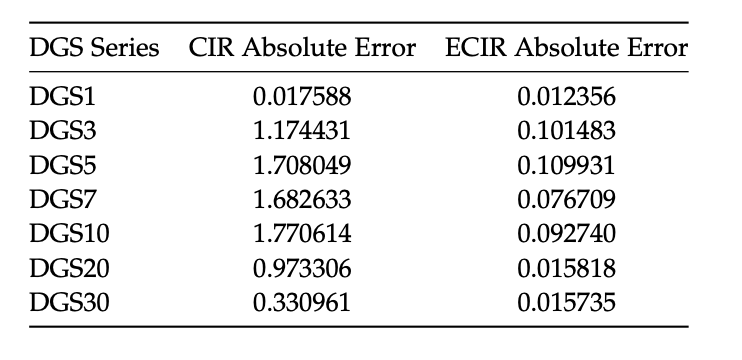 DGS Series CIR Absolute Error ECIR Absolute Error
DGS1 0.017588 0.012356
DGS3 1.174431 0.101483
DGS5 1.708049 0.109931
DGS7 1.682633 0.076709
DGS10 1.770614 0.092740
DGS20 0.973306 0.015818
DGS30 0.330961 0.015735